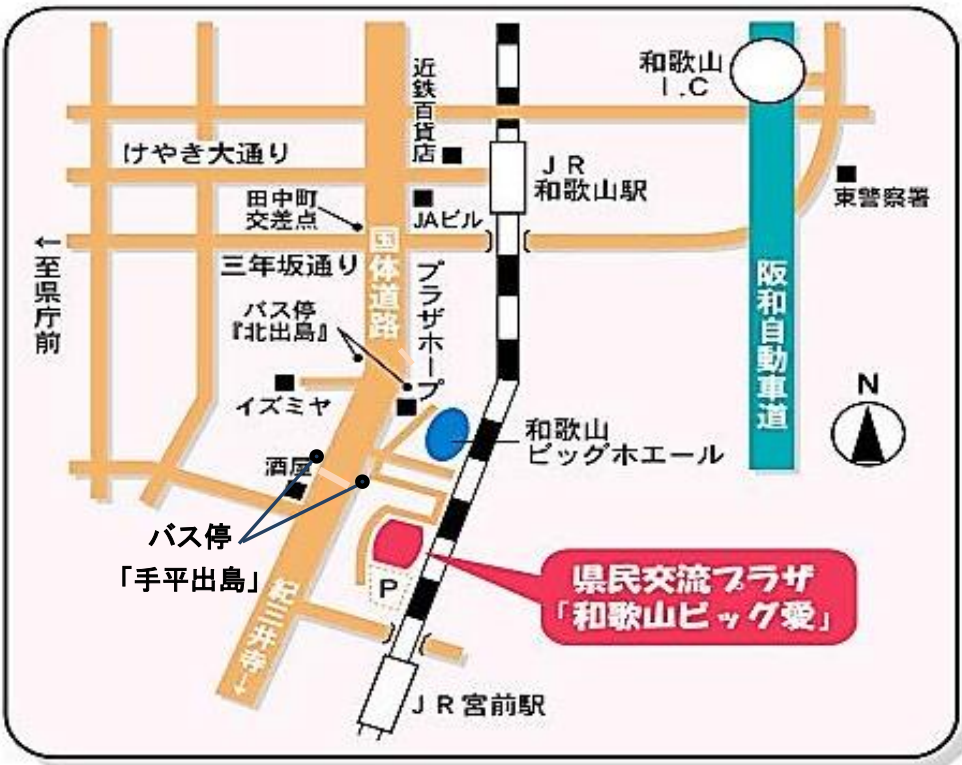 近鉄百貨店
和歌山
I.C
けやき大通り
JR
和歌山駅
田中町
交差点
JAビル
東警察署
←至県庁前
三年坂通り
国体道路
プラザホープ
阪和自動車道
バス停
『北出島』
イズミヤ
N
和歌山
ビッグホエール
酒屋
バス停
「手平出島」
P
県民交流プラザ
「和歌山ビッグ愛」
紀三井寺→
JR宮前駅